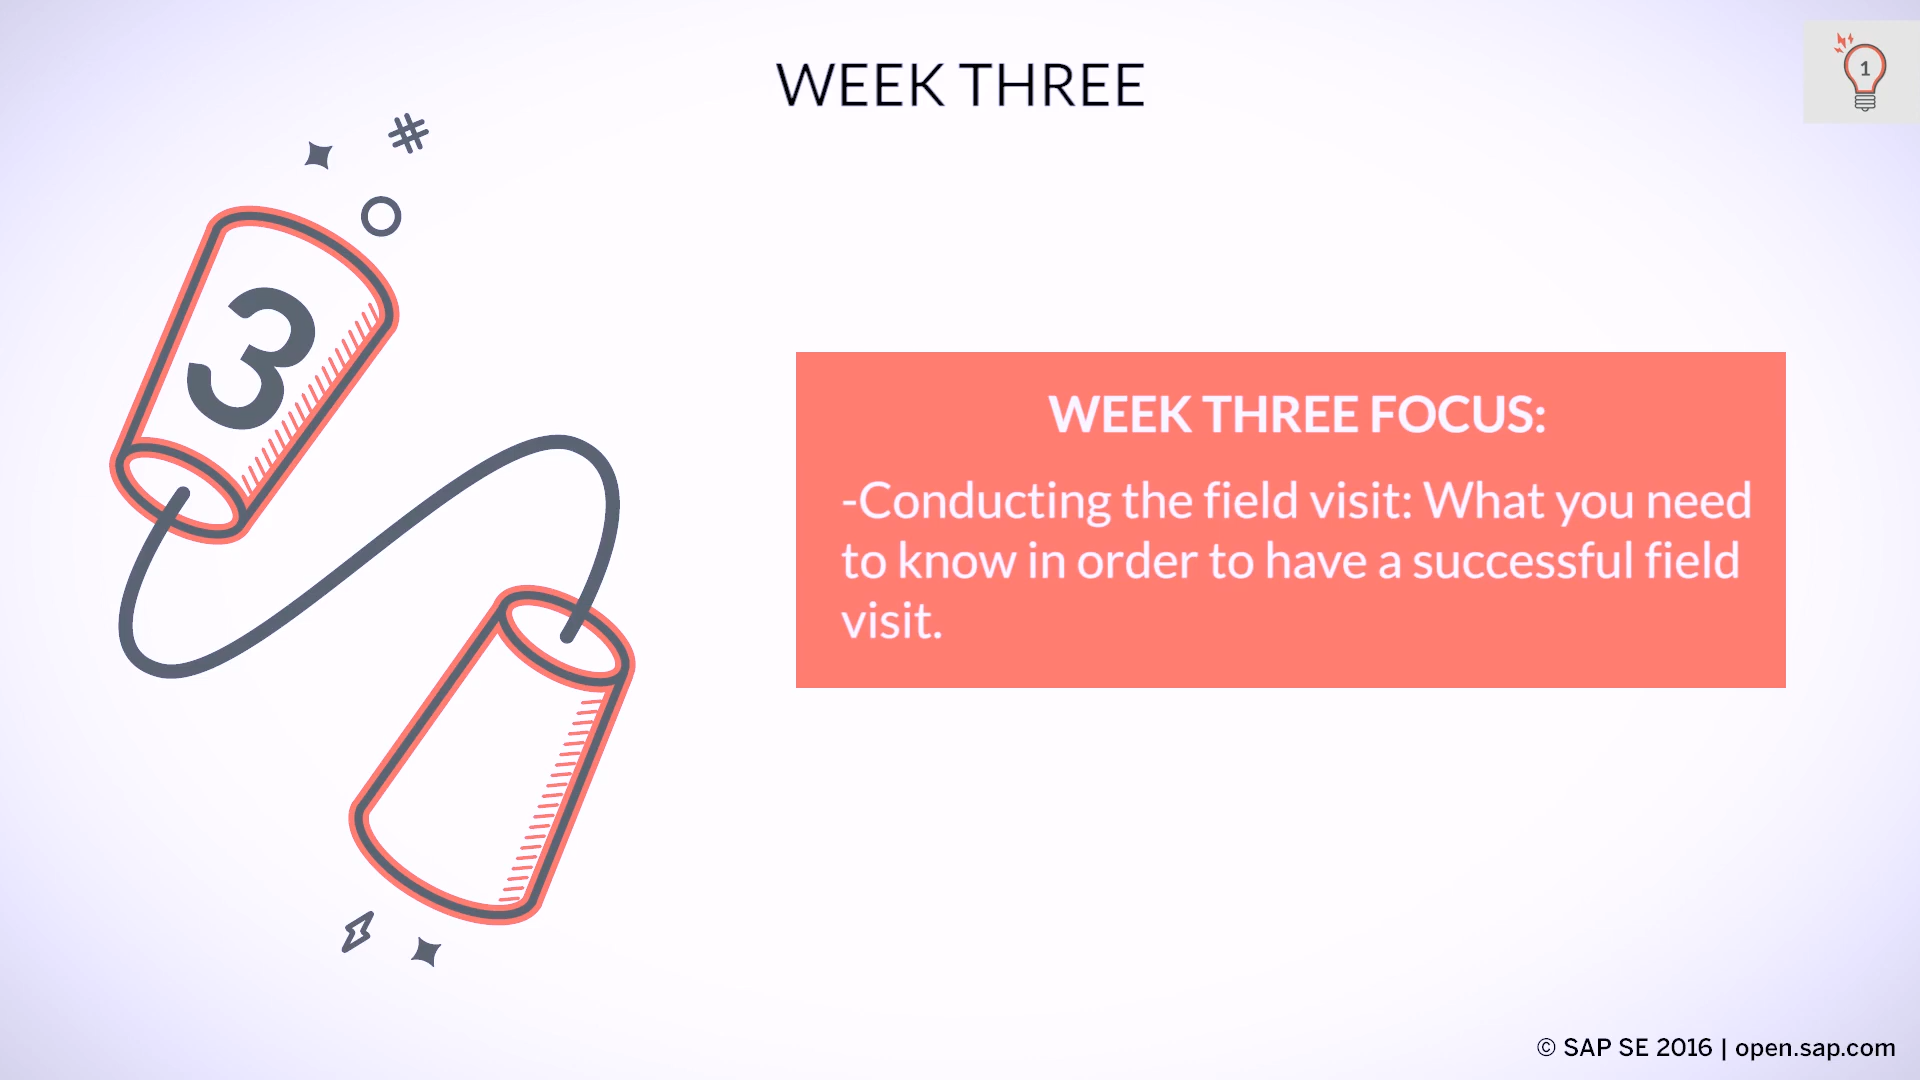 WEEK THREE
1
3
WEEK THREE FOCUS:
-Conducting the field visit: What you need
to know in order to have a successful field
visit.
© SAP SE 2016 | open.sap.com